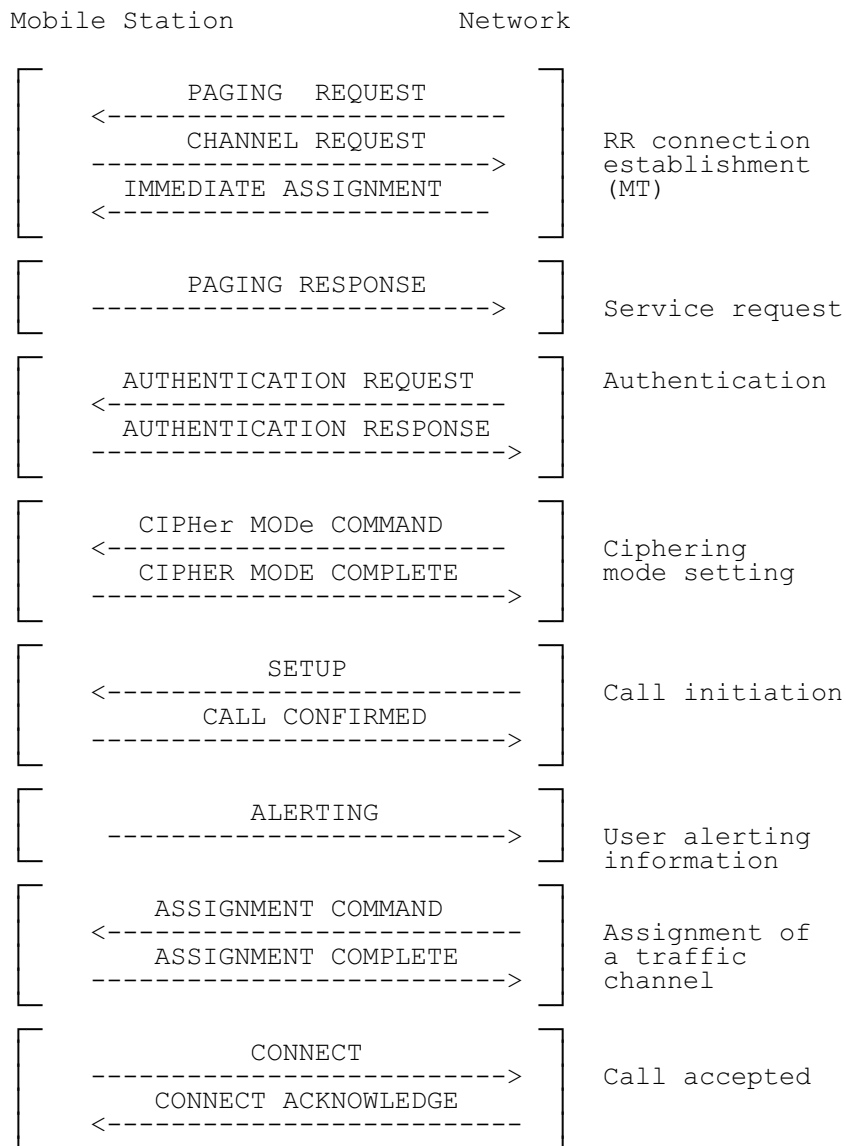 Mobile Station Network
PAGING REQUEST
<-------------------------
CHANNEL REQUEST RR connection
-------------------------> establishment
IMMEDIATE ASSIGNMENT (MT)
<------------------------
PAGING RESPONSE
-------------------------> Service request
AUTHENTICATION REQUEST Authentication
<-------------------------
AUTHENTICATION RESPONSE
-------------------------->
CIPHer MODe COMMAND
<------------------------- Ciphering
CIPHER MODE COMPLETE mode setting
-------------------------->
SETUP
<-------------------------- Call initiation
CALL CONFIRMED
-------------------------->
ALERTING
-------------------------> User alerting
information
ASSIGNMENT COMMAND
<-------------------------- Assignment of
ASSIGNMENT COMPLETE a traffic
--------------------------> channel
CONNECT
--------------------------> Call accepted
CONNECT ACKNOWLEDGE
<--------------------------